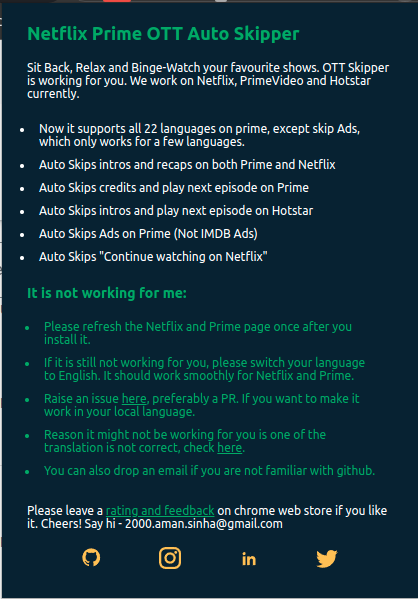 Netflix Prime OTT Auto Skipper
Sit Back, Relax and Binge-Watch your favourite shows. OTT Skipper
is working for you. We work on Netflix, PrimeVideo and Hotstar
currently.
Now it supports all 22 languages on prime, except skip Ads,
which only works for a few languages.
Auto Skips intros and recaps on both Prime and Netflix
Auto Skips credits and play next episode on Prime
Auto Skips intros and play next episode on Hotstar
Auto Skips Ads on Prime (Not IMDB Ads)
Auto Skips "Continue watching on Netflix"
It is not working for me:
Please refresh the Netflix and Prime page once after you
install it.
If it is still not working for you, please switch your language
to English. It should work smoothly for Netflix and Prime.
Raise an issue here, preferably a PR. If you want to make it
work in your local language.
Reason it might not be working for you is one of the
translation is not correct, check here.
You can also drop an email if you are not familiar with github.
Please leave a rating and feedback on chrome web store if you like
it. Cheers! Say hi - 2000.aman.sinha@gmail.com
in